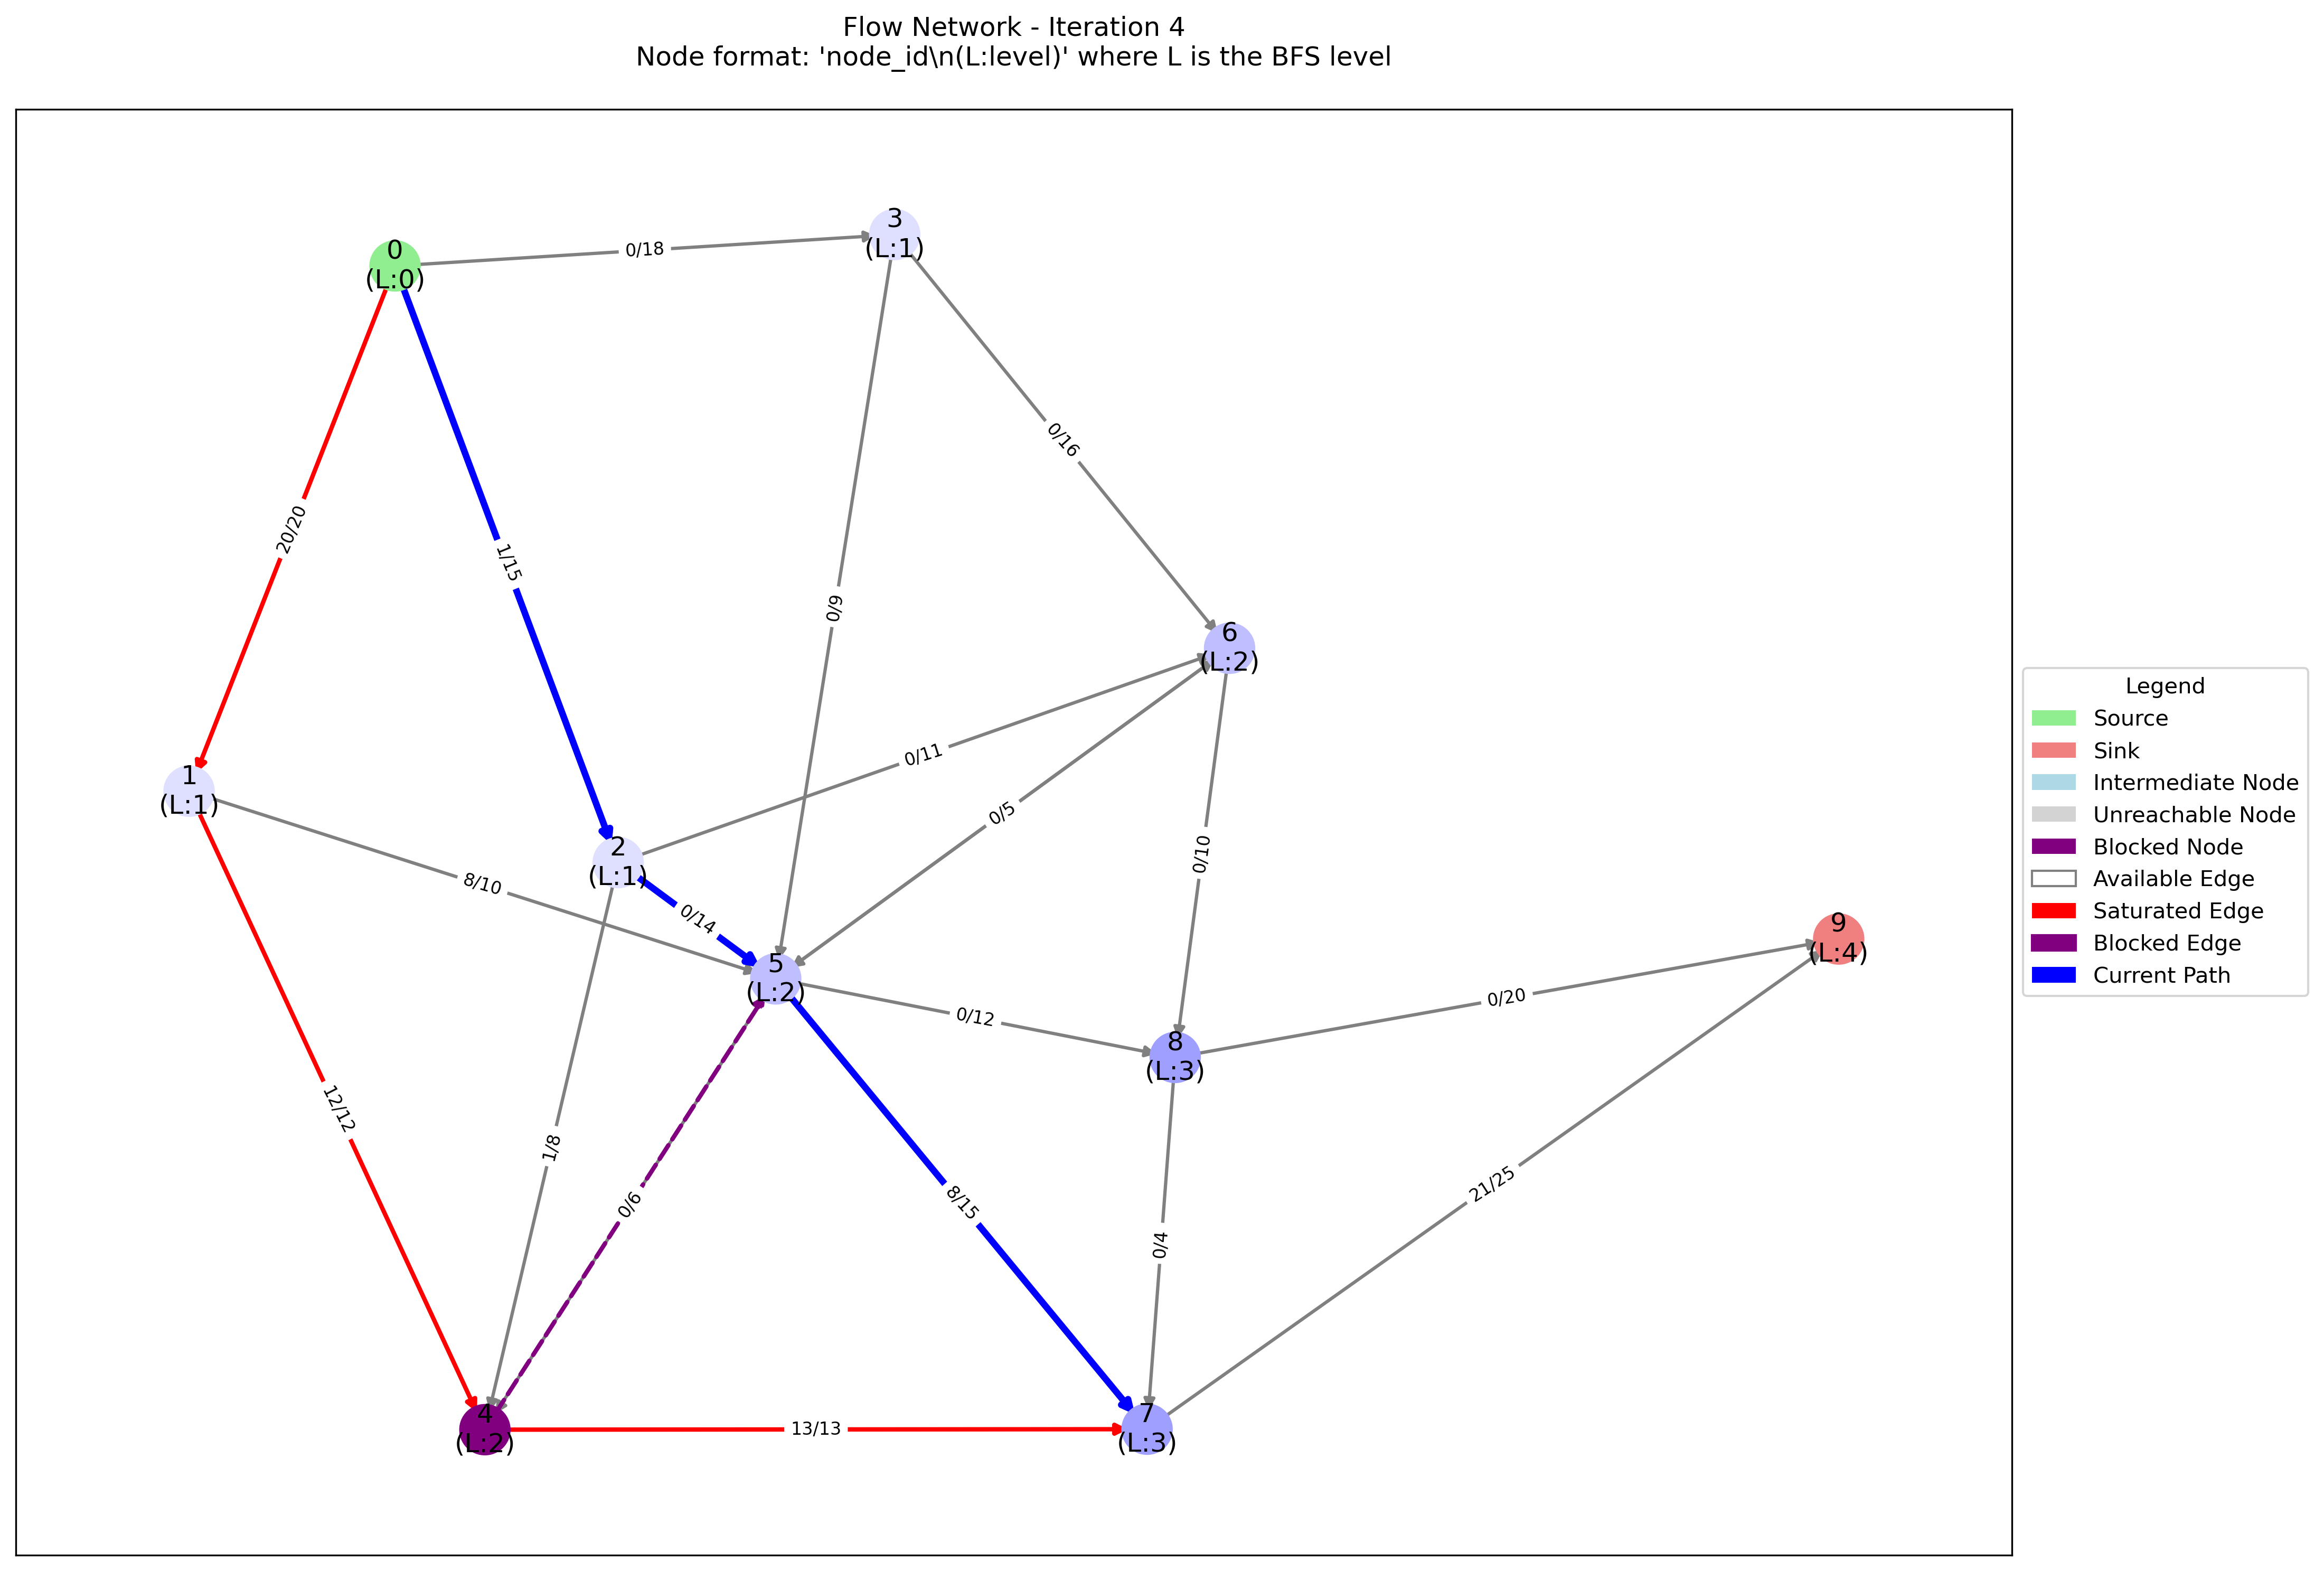 Flow Network - Iteration 4
Node format: 'node_id\n(L:level)' where L is the BFS level
0
(L:0)
3
(L:1)
0/18
0/16
20/20
1/15
0/9
6
(L:2)
0/11
1
(L:1)
0/5
2
(L:1)
0/10
8/10
0/14
9
(L:4)
5
(L:2)
0/12
0/20
8
(L:3)
12/12
1/8
0/6
8/15
0/4
21/25
4
(L:2)
13/13
7
(L:3)
Legend
Source
Sink
Intermediate Node
Unreachable Node
Blocked Node
Available Edge
Saturated Edge
Blocked Edge
Current Path